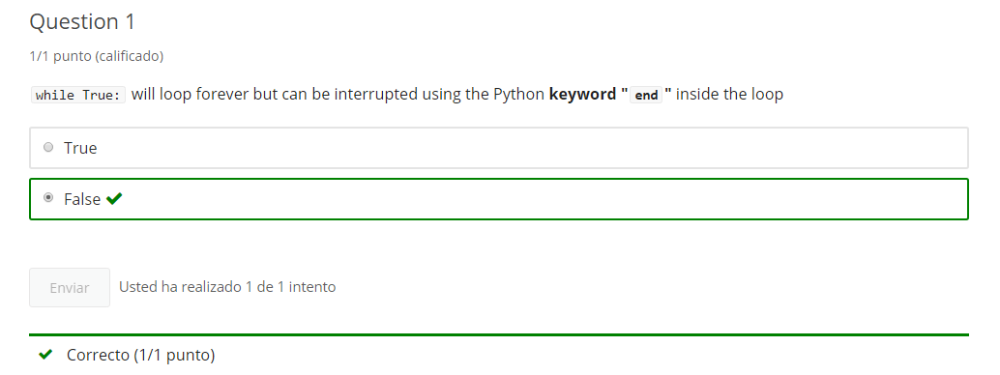 Question 1
1/1 punto (calificado)
while True: will loop forever but can be interrupted using the Python keyword "end" inside the loop
True
False
Enviar Usted ha realizado 1 de 1 intento
Correcto (1/1 punto)